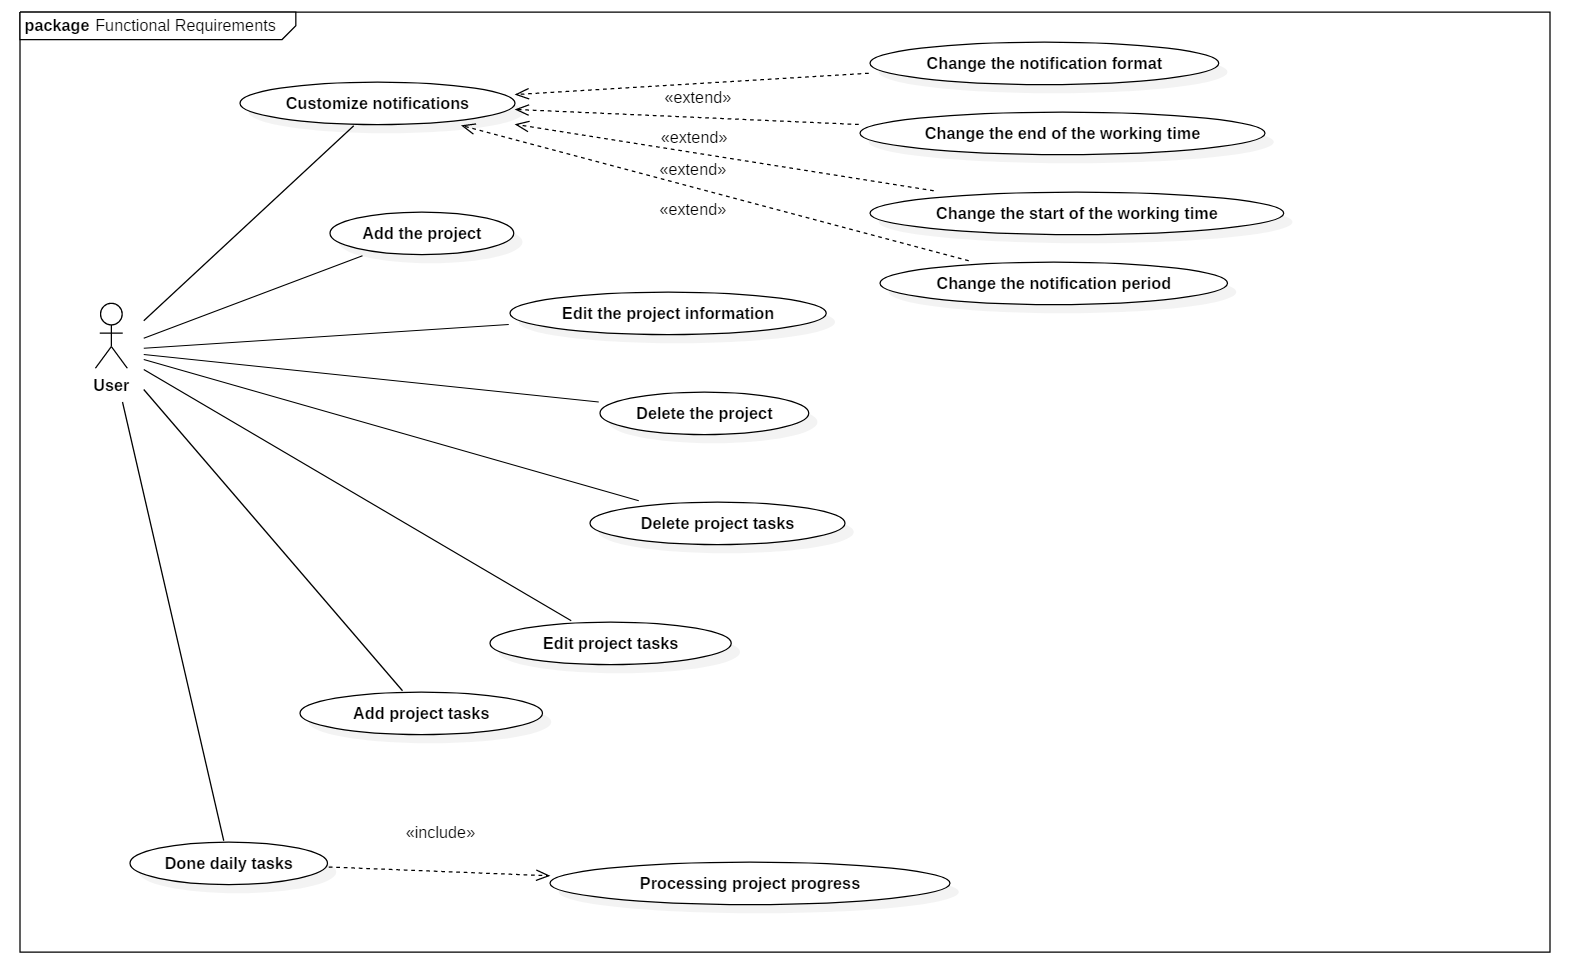 package Functional Requirements
Change the notification format
Customize notifications
«extend»
Change the end of the working time
«extend»
«extend»
Change the start of the working time
«extend»
Add the project
Change the notification period
Edit the project information
User
Delete the project
Delete project tasks
Edit project tasks
Add project tasks
«include»
Done daily tasks
Processing project progress